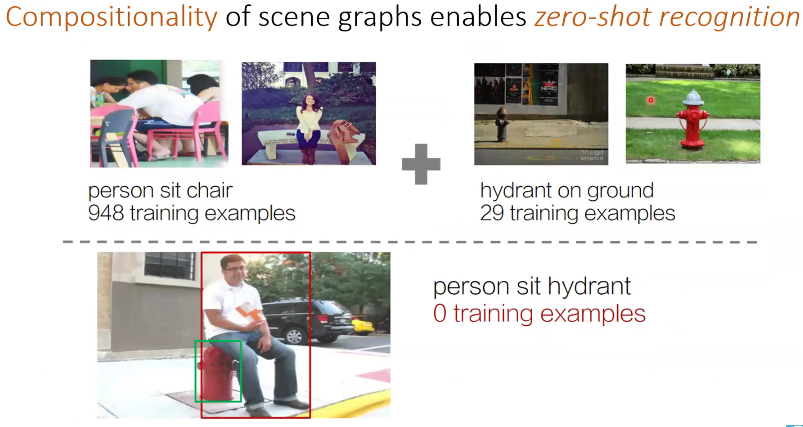 Compositionality of scene graphs enables zero-shot recognition
person sit chair
948 training examples
hydrant on ground
29 training examples
person sit hydrant
0 training examples